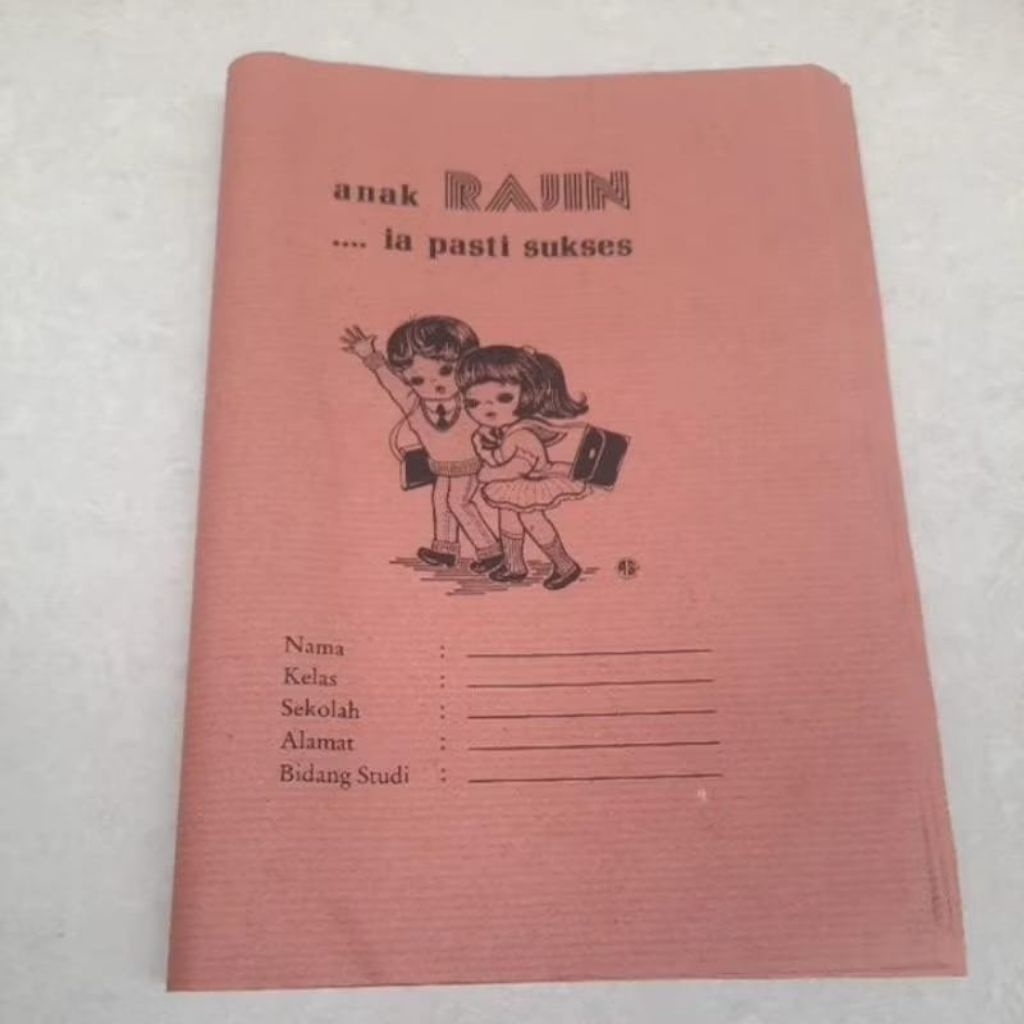 anak RAJIN
.... ia pasti sukses
Nama :
Kelas :
Sekolah :
Alamat :
Bidang Studi :